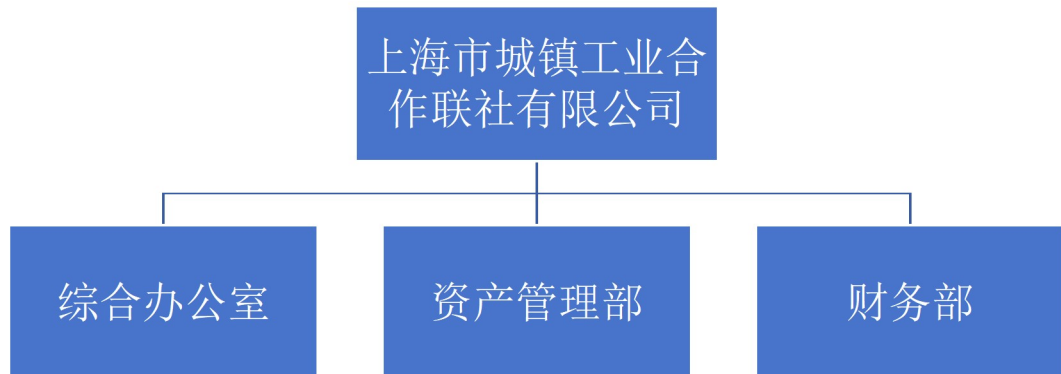 上海市城镇工业合
作联社有限公司
综合办公室
资产管理部
财务部